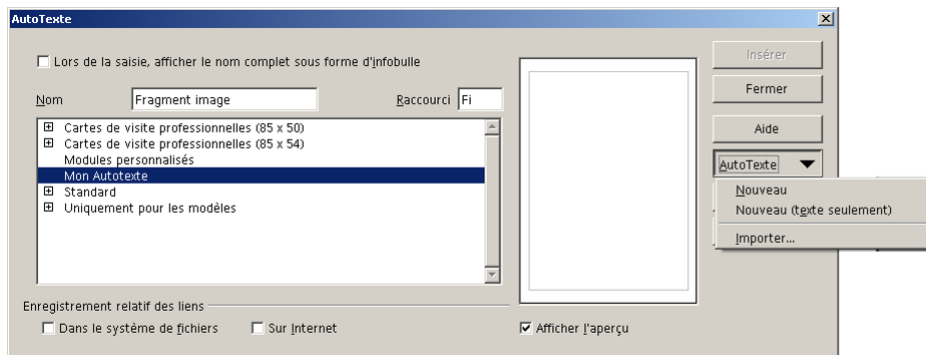 AutoTexte
Lors de la saisie, afficher le nom complet sous forme d'infobulle
Insérer
Nom Fragment image Raccourci Fi
Fermer
Cartes de visite professionnelles (85 x 50)
Cartes de visite professionnelles (85 x 54)
Modules personnalisés
Mon Autotexte
Standard
Uniquement pour les modèles
Aide
AutoTexte
Nouveau
Nouveau (texte seulement)
Importer...
Enregistrement relatif des liens
Dans le système de fichiers Sur Internet Afficher l'aperçu